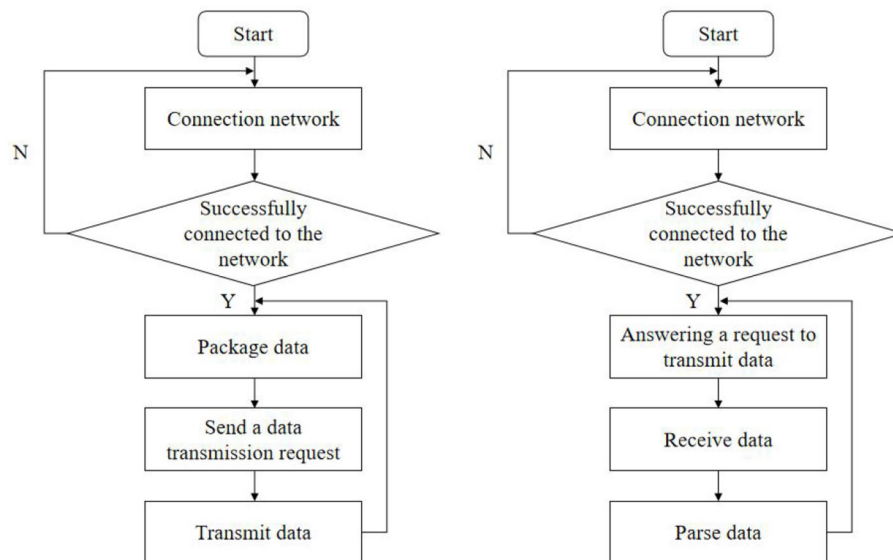 Start
Connection network
N
Successfully
connected to the
network
Y
Package data
Send a data
transmission request
Transmit data
Start
Connection network
N
Successfully
connected to the
network
Y
Answering a request to
transmit data
Receive data
Parse data